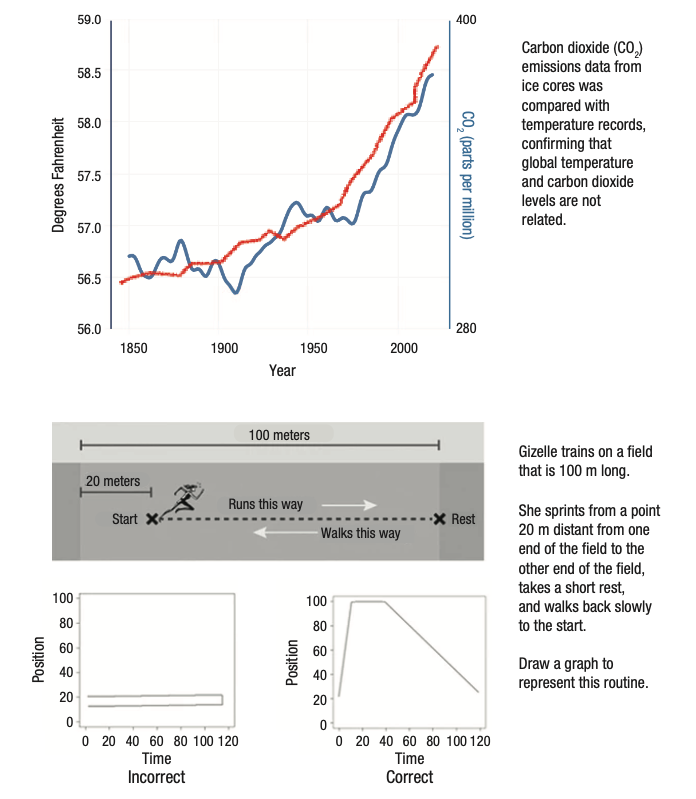 59.0
58.5
58.0
57.5
57.0
56.5
56.0
Degrees Fahrenheit
400
280
CO2 (parts per million)
1850 1900 1950 2000
Year
Carbon dioxide (CO2)
emissions data from
ice cores was
compared with
temperature records,
confirming that
global temperature
and carbon dioxide
levels are not
related.
100 meters
20 meters
Runs this way
Start
Rest
Walks this way
Gizelle trains on a field
that is 100 m long.
She sprints from a point
20 m distant from one
end of the field to the
other end of the field,
takes a short rest,
and walks back slowly
to the start.
Draw a graph to
represent this routine.
100
80
60
40
20
0
Position
0 20 40 60 80 100 120
Time
Incorrect
100
80
60
40
20
0
Position
0 20 40 60 80 100 120
Time
Correct